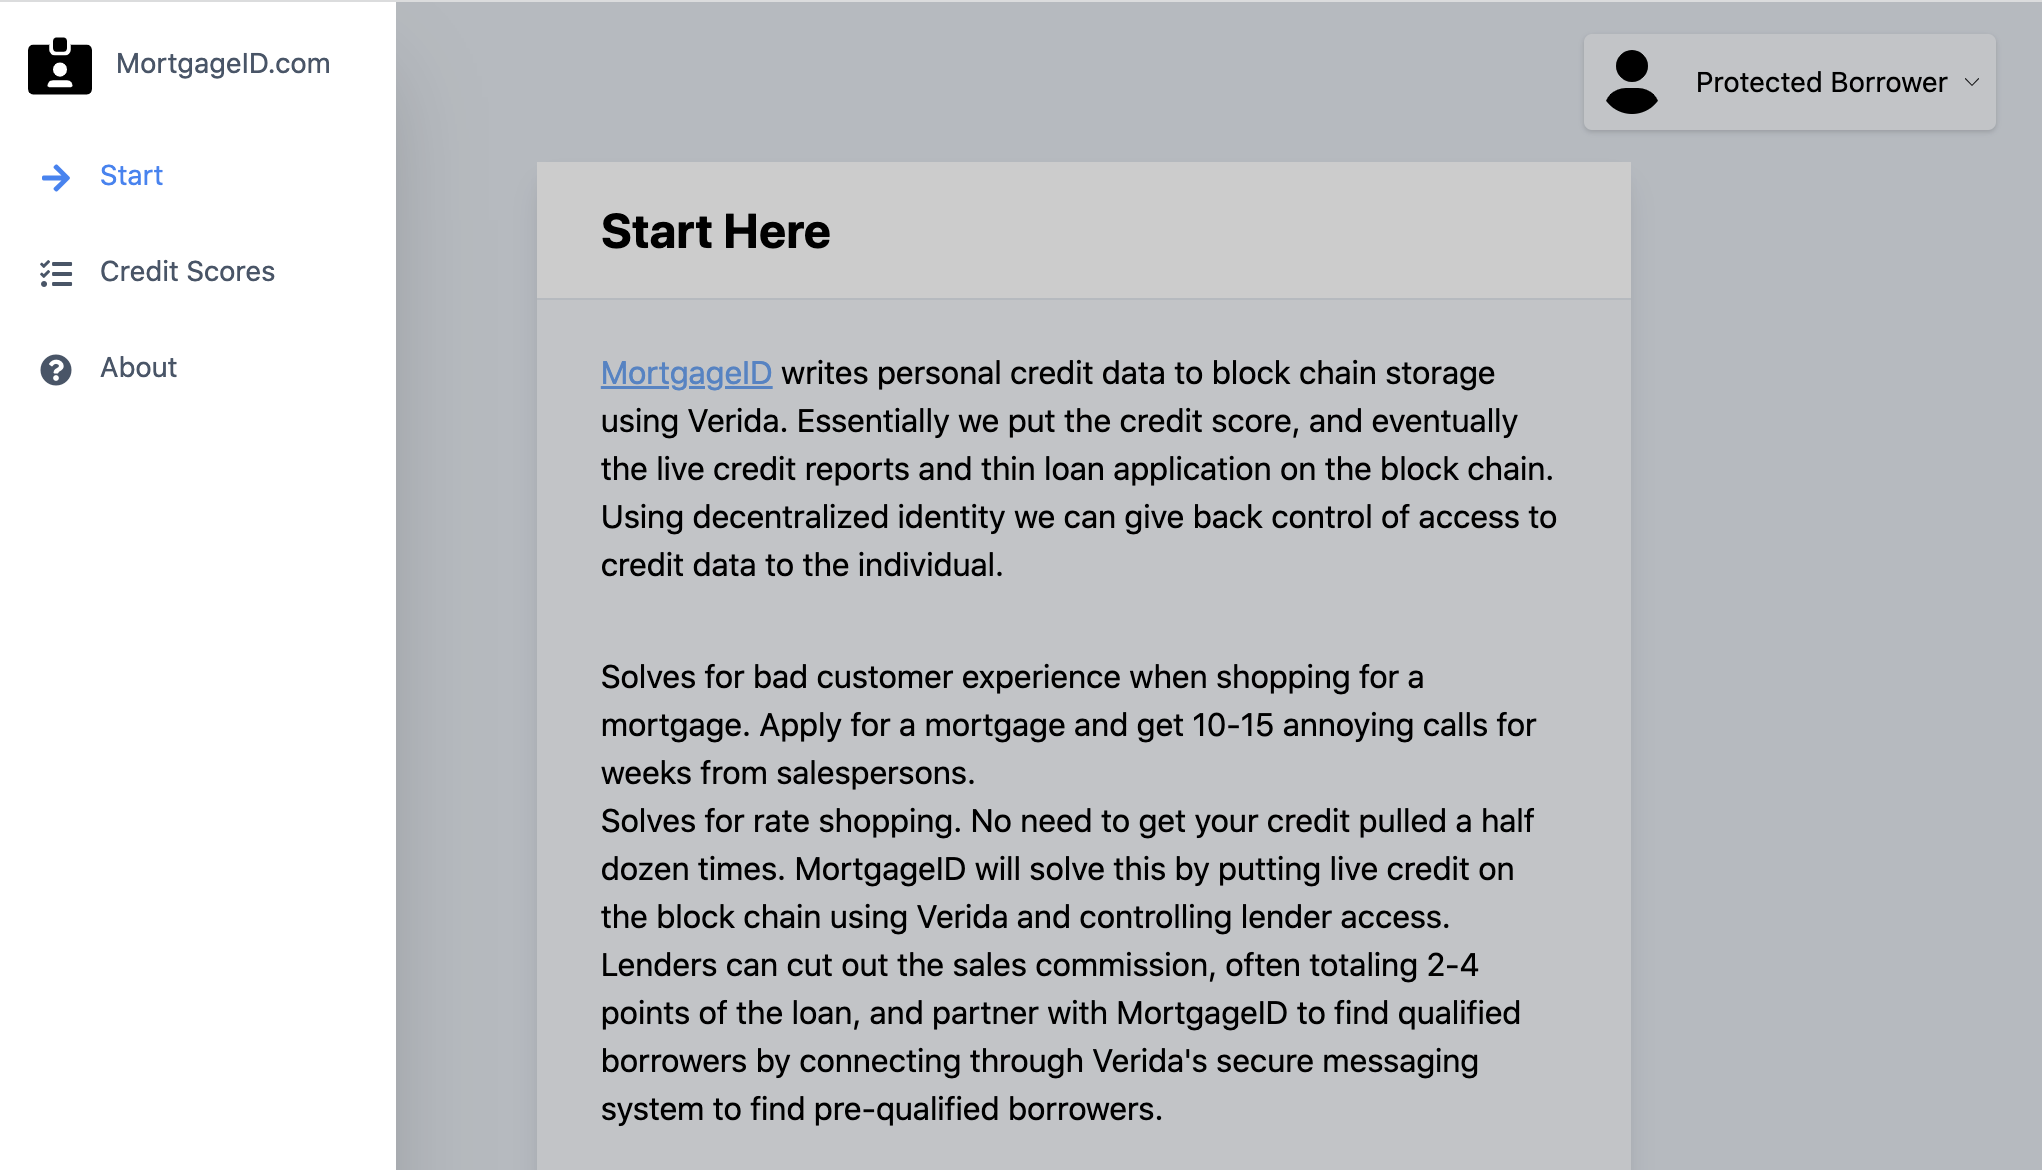 MortgageID.com
Protected Borrower
Start
Credit Scores
About
Start Here
MortgageID writes personal credit data to block chain storage
using Verida. Essentially we put the credit score, and eventually
the live credit reports and thin loan application on the block chain.
Using decentralized identity we can give back control of access to
credit data to the individual.
Solves for bad customer experience when shopping for a
mortgage. Apply for a mortgage and get 10-15 annoying calls for
weeks from salespersons.
Solves for rate shopping. No need to get your credit pulled a half
dozen times. MortgageID will solve this by putting live credit on
the block chain using Verida and controlling lender access.
Lenders can cut out the sales commission, often totaling 2-4
points of the loan, and partner with MortgageID to find qualified
borrowers by connecting through Verida's secure messaging
system to find pre-qualified borrowers.